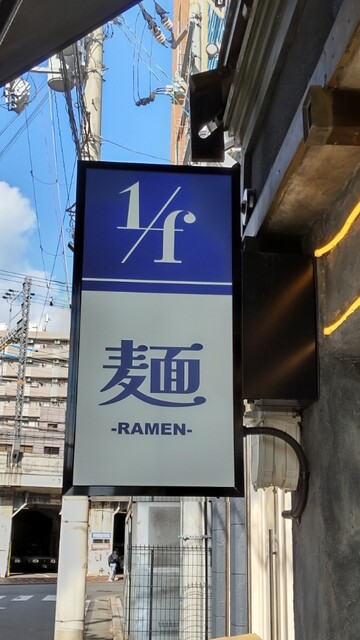 1/f
麺
-RAMEN-